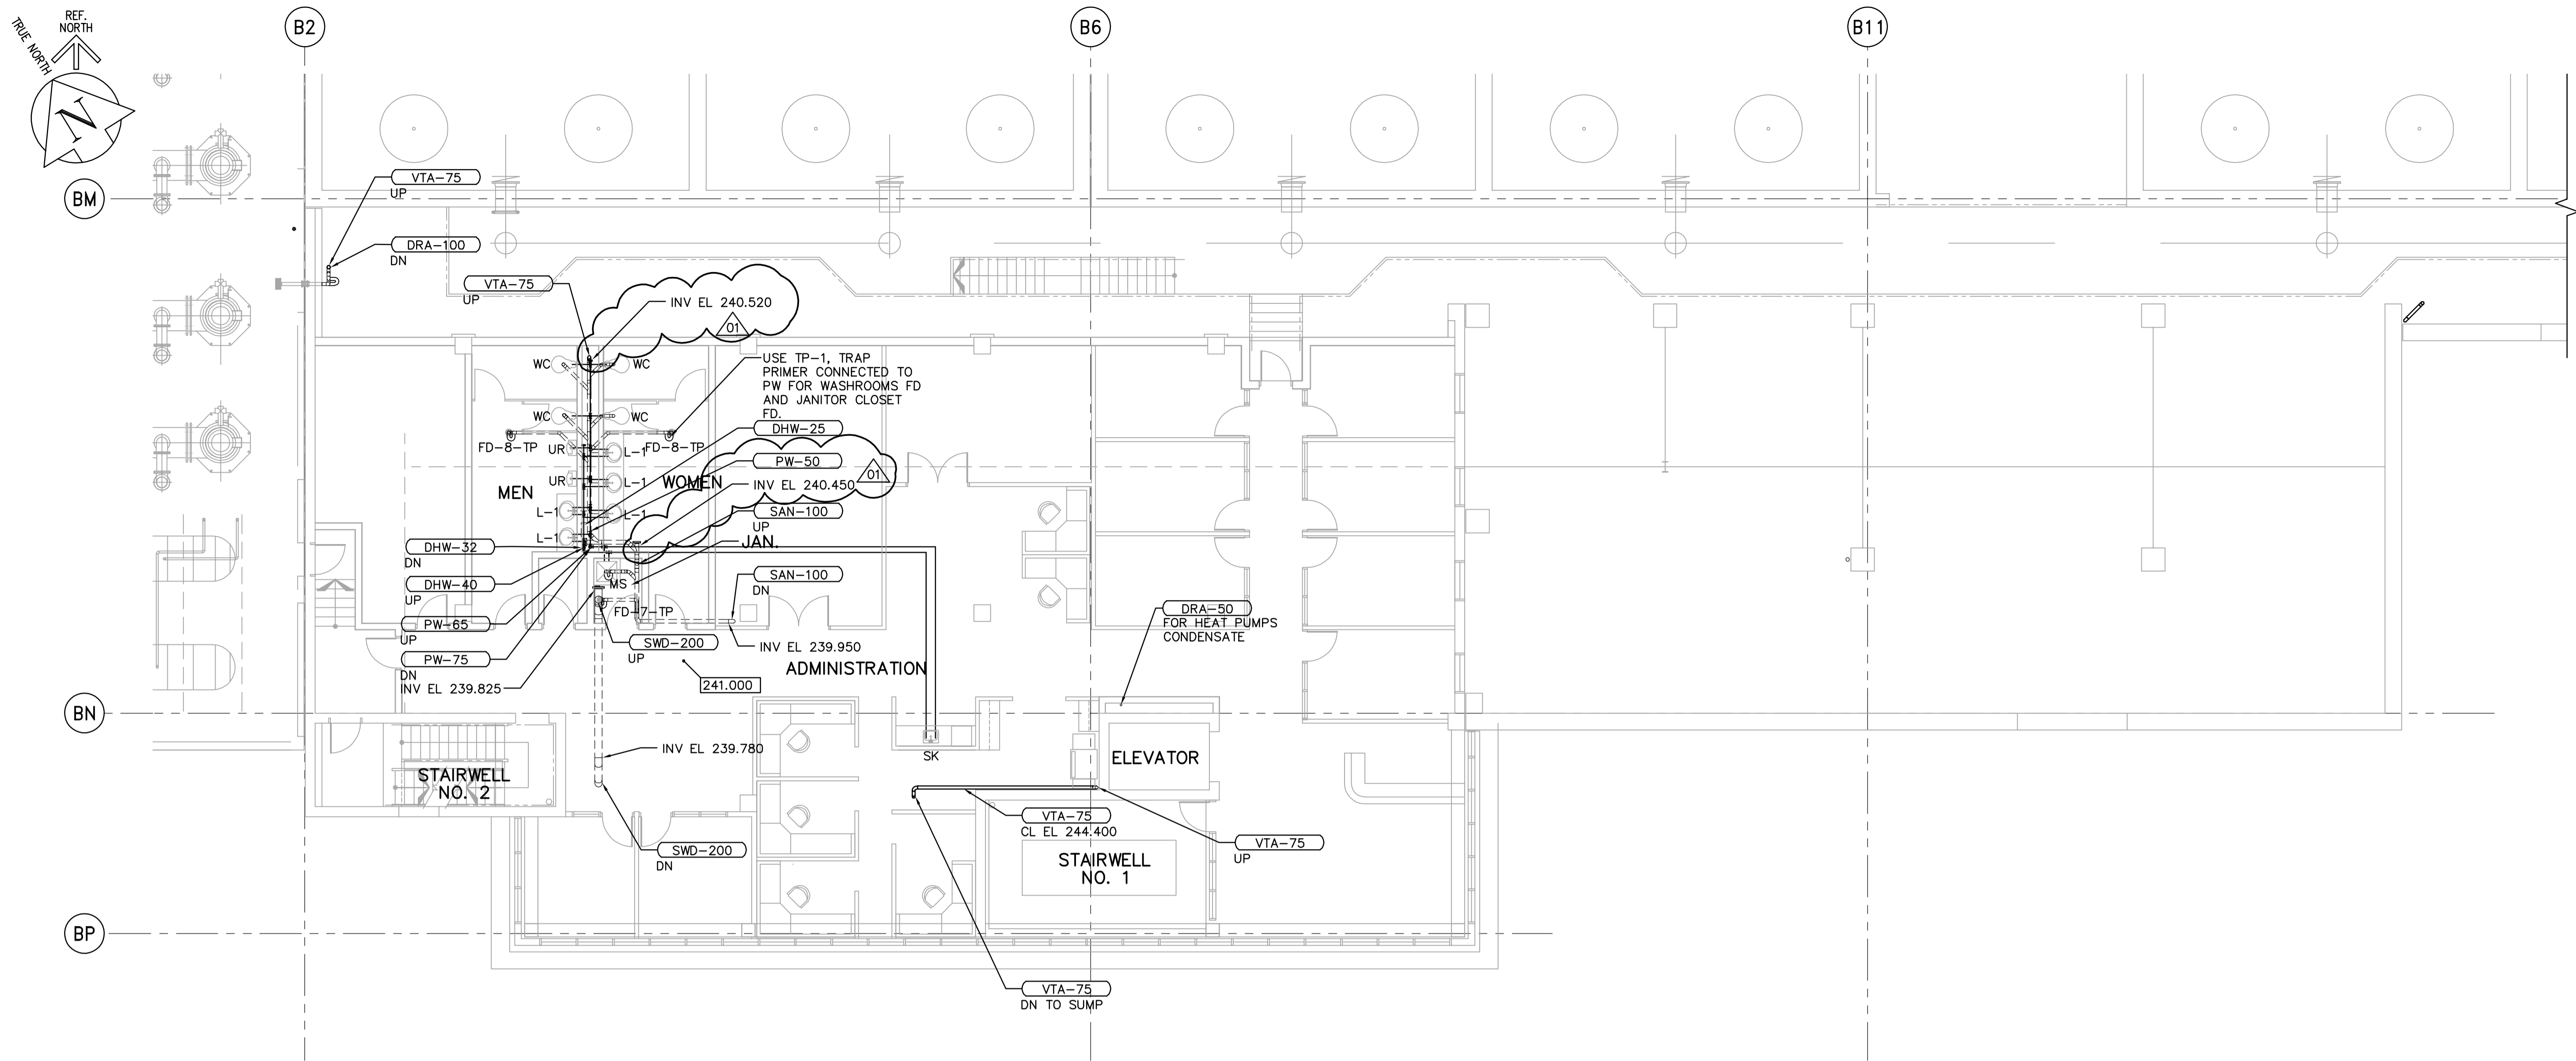 REF.
NORTH
TRUE NORTH
N
B2
B6
B11
BM
VTA-75
UP
DRA-100
DN
VTA-75
UP
INV EL 240.520
01
WC
WC
USE TP-1, TRAP
PRIMER CONNECTED TO
PW FOR WASHROOMS FD
AND JANITOR CLOSET
FD.
WC
WC
DHW-25
FD-8-TP
UR
L-1
FD-8-TP
PW-50
01
UR
L-1
MEN
WOMEN
INV EL 240.450
L-1
L-1
SAN-100
UP
L-1
JAN.
DHW-32
DN
DHW-40
UP
MS
SAN-100
DN
FD-7-TP
PW-65
UP
DRA-50
FOR HEAT PUMPS
CONDENSATE
SWD-200
UP
INV EL 239.950
PW-75
DN
INV EL 239.825
ADMINISTRATION
241.000
BN
INV EL 239.780
SK
ELEVATOR
STAIRWELL
NO. 2
VTA-75
CL EL 244.400
VTA-75
UP
SWD-200
DN
STAIRWELL
NO. 1
BP
VTA-75
DN TO SUMP